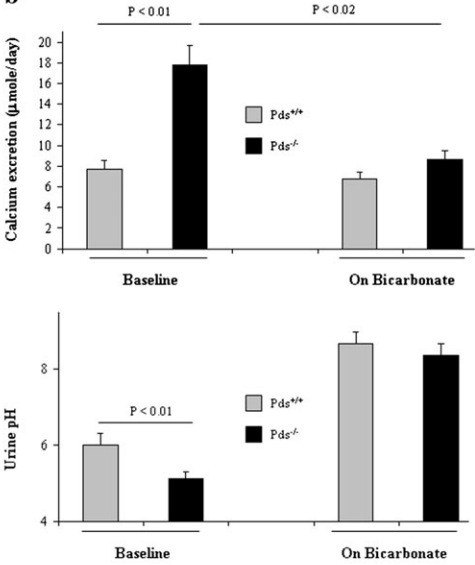 P < 0.01
P < 0.02
Calcium excretion (μmole/day)
20
18
16
14
12
10
8
6
4
2
0
Pds+/+
Pds-/-
Baseline
On Bicarbonate
Urine pH
8
6
4
P < 0.01
Pds+/+
Pds-/-
Baseline
On Bicarbonate